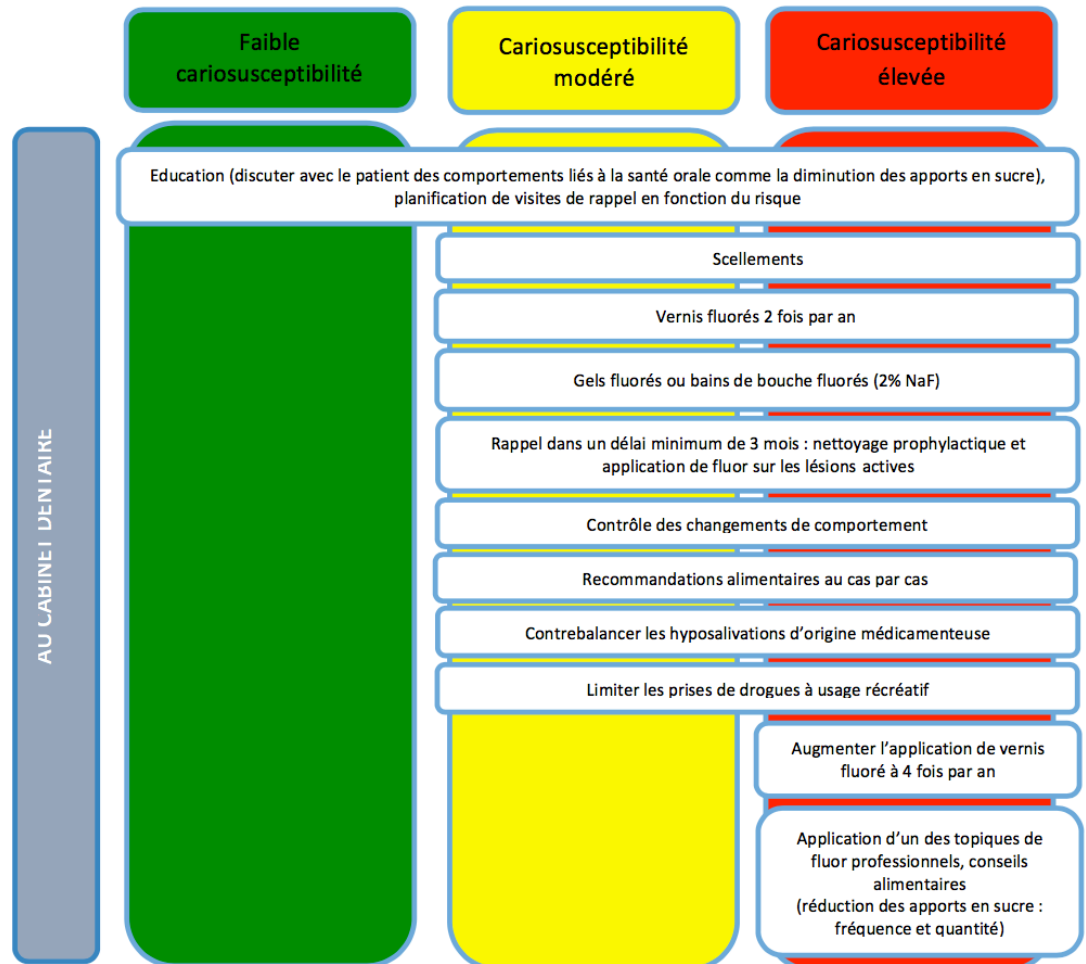 Faible
cariosusceptibilité
Cariosusceptibilité
modéré
Cariosusceptibilité
élevée
AU CABINET DENTAIRE
Education (discuter avec le patient des comportements liés à la santé orale comme la diminution des apports en sucre),
planification de visites de rappel en fonction du risque
Scellements
Vernis fluorés 2 fois par an
Gels fluorés ou bains de bouche fluorés (2% NaF)
Rappel dans un délai minimum de 3 mois : nettoyage prophylactique et
application de fluor sur les lésions actives
Contrôle des changements de comportement
Recommandations alimentaires au cas par cas
Contrebalancer les hyposalivations d’origine médicamenteuse
Limiter les prises de drogues à usage récréatif
Augmenter l’application de vernis
fluoré à 4 fois par an
Application d’un des topiques de
fluor professionnels, conseils
alimentaires
(réduction des apports en sucre :
fréquence et quantité)